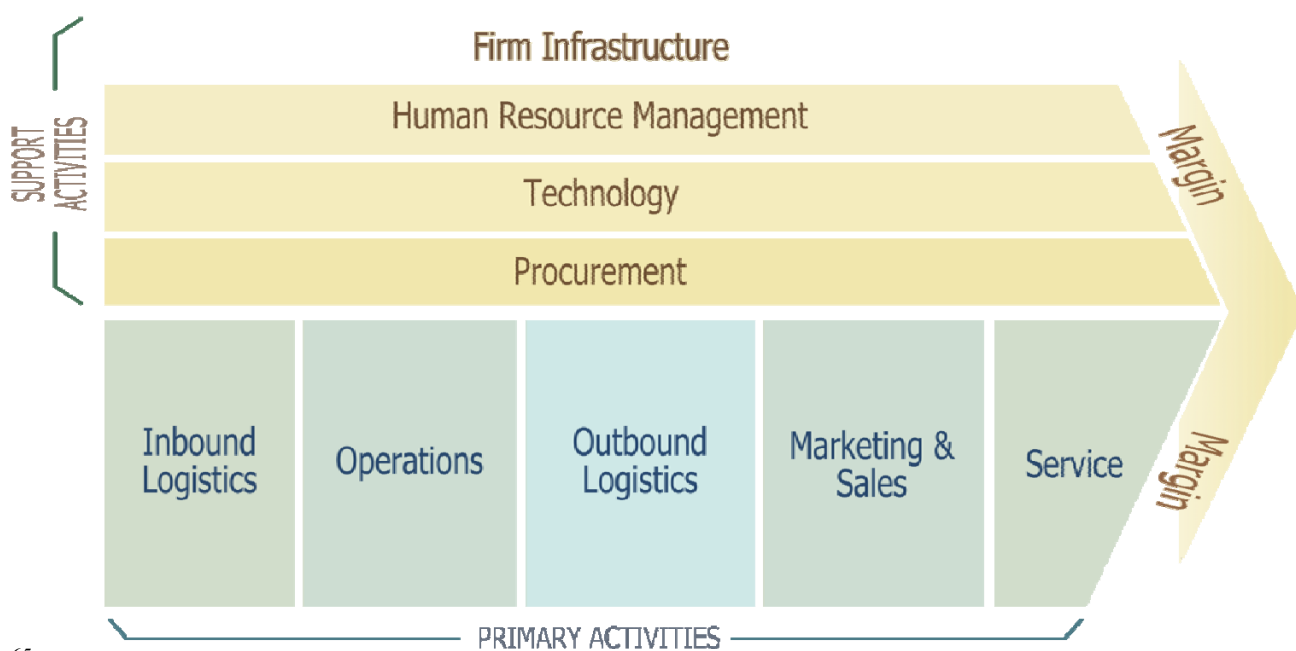 Firm Infrastructure
Human Resource Management
Technology
Procurement
SUPPORT
ACTIVITIES
Margin
Inbound
Logistics
Operations
Outbound
Logistics
Marketing &
Sales
Service
Margin
PRIMARY ACTIVITIES